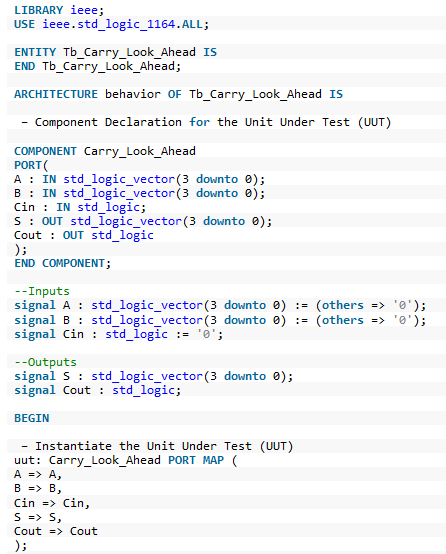 LIBRARY ieee;
USE ieee.std_logic_1164.ALL;
ENTITY Tb_Carry_Look_Ahead IS
END Tb_Carry_Look_Ahead;
ARCHITECTURE behavior OF Tb_Carry_Look_Ahead IS
– Component Declaration for the Unit Under Test (UUT)
COMPONENT Carry_Look_Ahead
PORT(
A : IN std_logic_vector(3 downto 0);
B : IN std_logic_vector(3 downto 0);
Cin : IN std_logic;
S : OUT std_logic_vector(3 downto 0);
Cout : OUT std_logic
);
END COMPONENT;
--Inputs
signal A : std_logic_vector(3 downto 0) := (others => '0');
signal B : std_logic_vector(3 downto 0) := (others => '0');
signal Cin : std_logic := '0';
--Outputs
signal S : std_logic_vector(3 downto 0);
signal Cout : std_logic;
BEGIN
– Instantiate the Unit Under Test (UUT)
uut: Carry_Look_Ahead PORT MAP (
A => A,
B => B,
Cin => Cin,
S => S,
Cout => Cout
);